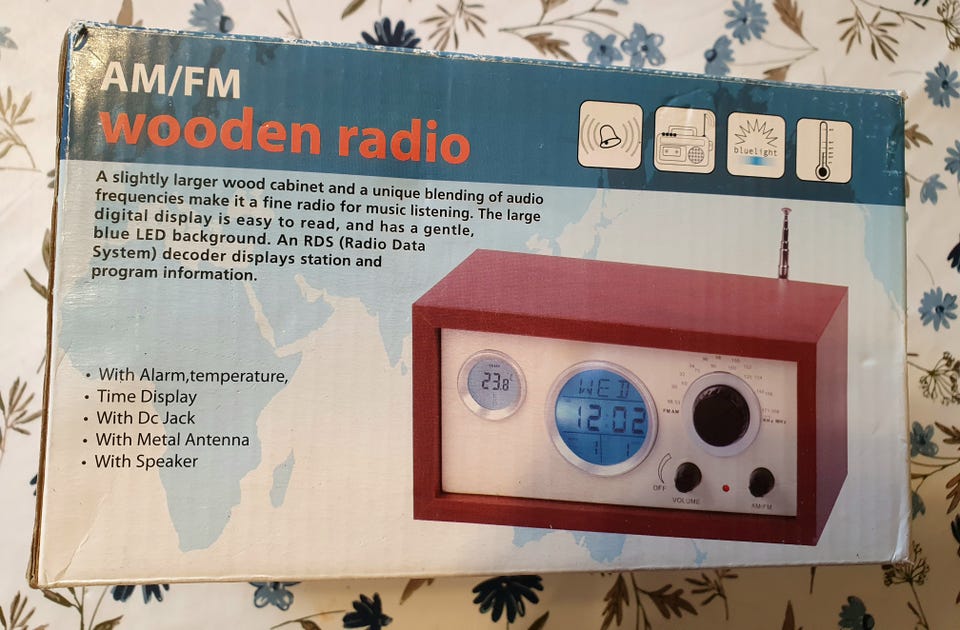 AM/FM
wooden radio
bluelight
A slightly larger wood cabinet and a unique blending of audio
frequencies make it a fine radio for music listening. The large
digital display is easy to read, and has a gentle,
blue LED background. An RDS (Radio Data
System) decoder displays station and
program information.
• With Alarm,temperature,
• Time Display
• With Dc Jack
• With Metal Antenna
• With Speaker
23.8
WED
12:02
FM AM
OFF
VOLUME
AM/FM